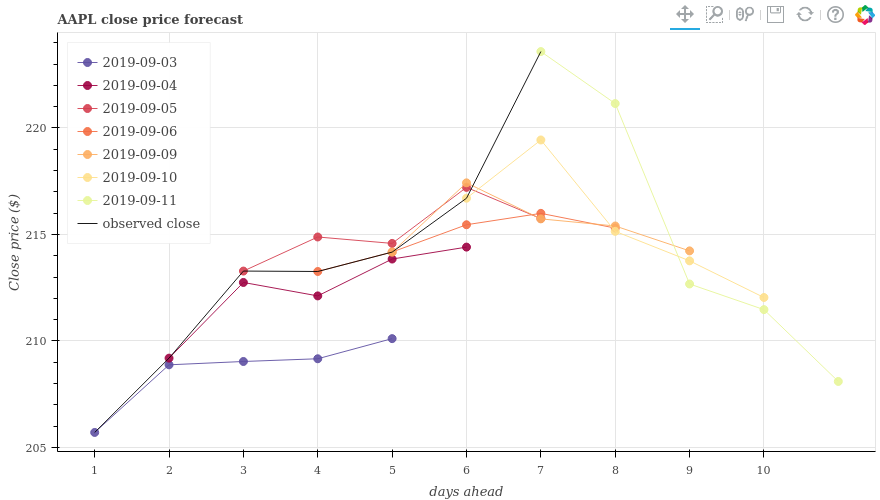 AAPL close price forecast
2019-09-03
2019-09-04
2019-09-05
2019-09-06
2019-09-09
2019-09-10
2019-09-11
observed close
Close price ($)
220
215
210
205
1 2 3 4 5 6 7 8 9 10
days ahead